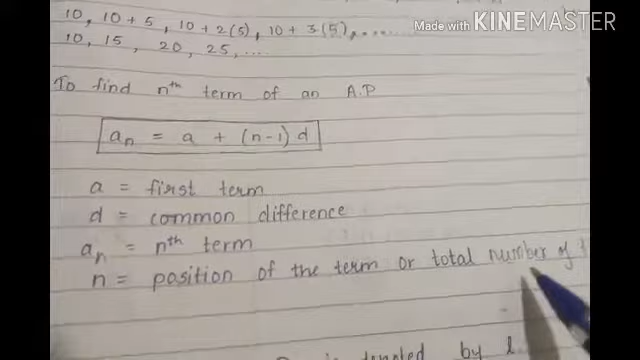 Made with KINEMASTER
10, 10 + 5, 10 + 2(5), 10 + 3(5), .....
10, 15, 20, 25, ....
To find nth term of an A.P
an = a + (n-1) d
a = first term
d = common difference
an = nth term
n = position of the term or total number of
denoted by l